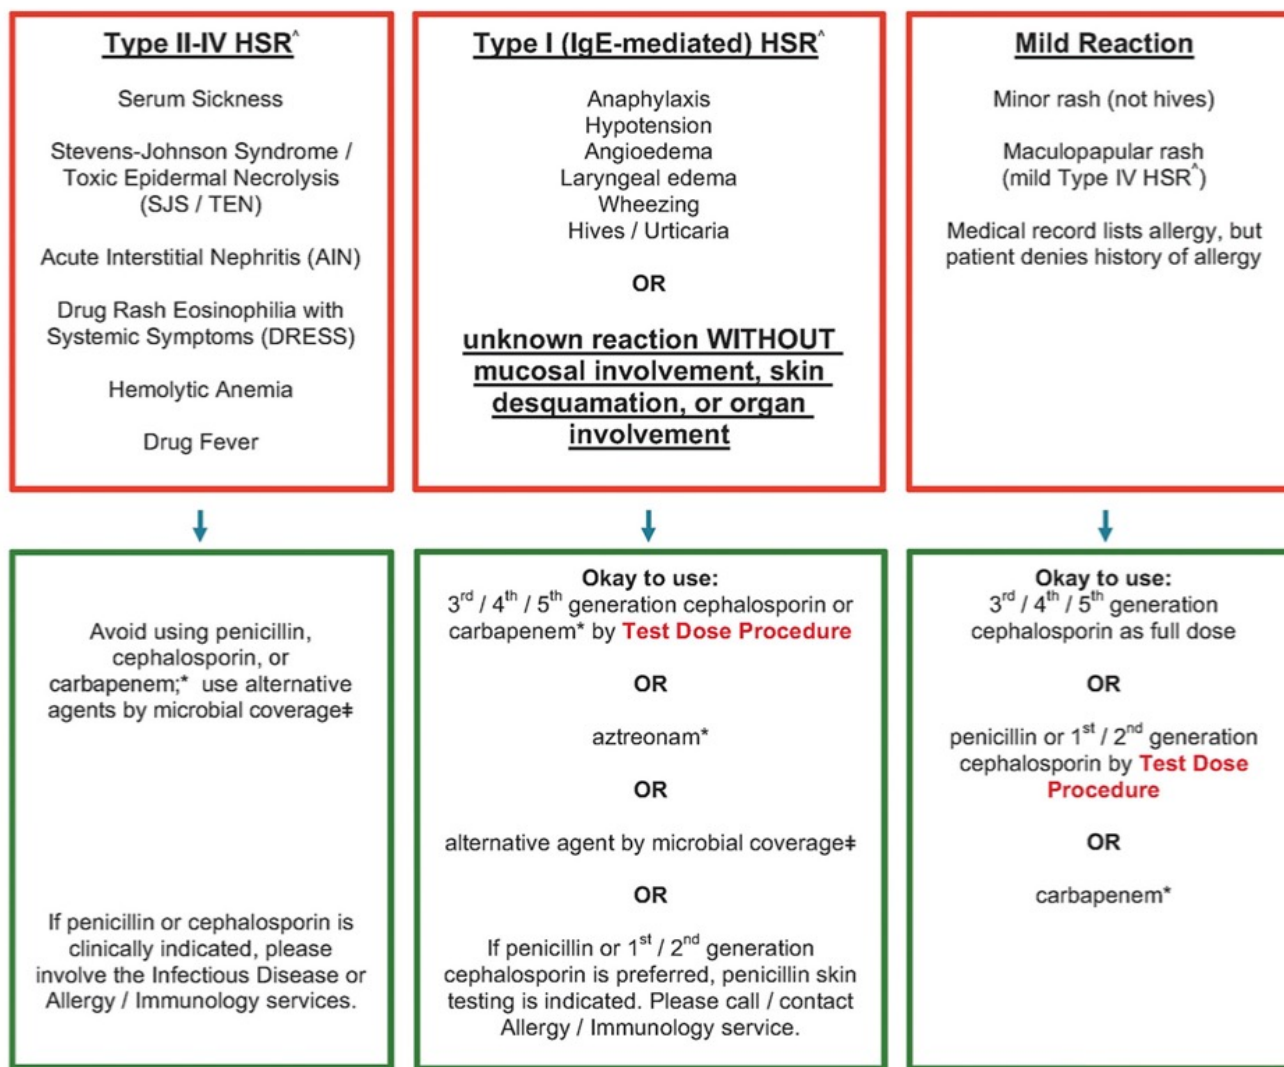 Type II-IV HSR^
Serum Sickness
Stevens-Johnson Syndrome /
Toxic Epidermal Necrolysis
(SJS / TEN)
Acute Interstitial Nephritis (AIN)
Drug Rash Eosinophilia with
Systemic Symptoms (DRESS)
Hemolytic Anemia
Drug Fever
Type I (IgE-mediated) HSR^
Anaphylaxis
Hypotension
Angioedema
Laryngeal edema
Wheezing
Hives / Urticaria
OR
unknown reaction WITHOUT
mucosal involvement, skin
desquamation, or organ
involvement
Mild Reaction
Minor rash (not hives)
Maculopapular rash
(mild Type IV HSR^)
Medical record lists allergy, but
patient denies history of allergy
Avoid using penicillin,
cephalosporin, or
carbapenem;* use alternative
agents by microbial coverage‡
If penicillin or cephalosporin is
clinically indicated, please
involve the Infectious Disease or
Allergy / Immunology services.
Okay to use:
3rd / 4th / 5th generation cephalosporin or
carbapenem* by Test Dose Procedure
OR
aztreonam*
OR
alternative agent by microbial coverage‡
OR
If penicillin or 1st / 2nd generation
cephalosporin is preferred, penicillin skin
testing is indicated. Please call / contact
Allergy / Immunology service.
Okay to use:
3rd / 4th / 5th generation
cephalosporin as full dose
OR
penicillin or 1st / 2nd generation
cephalosporin by Test Dose
Procedure
OR
carbapenem*